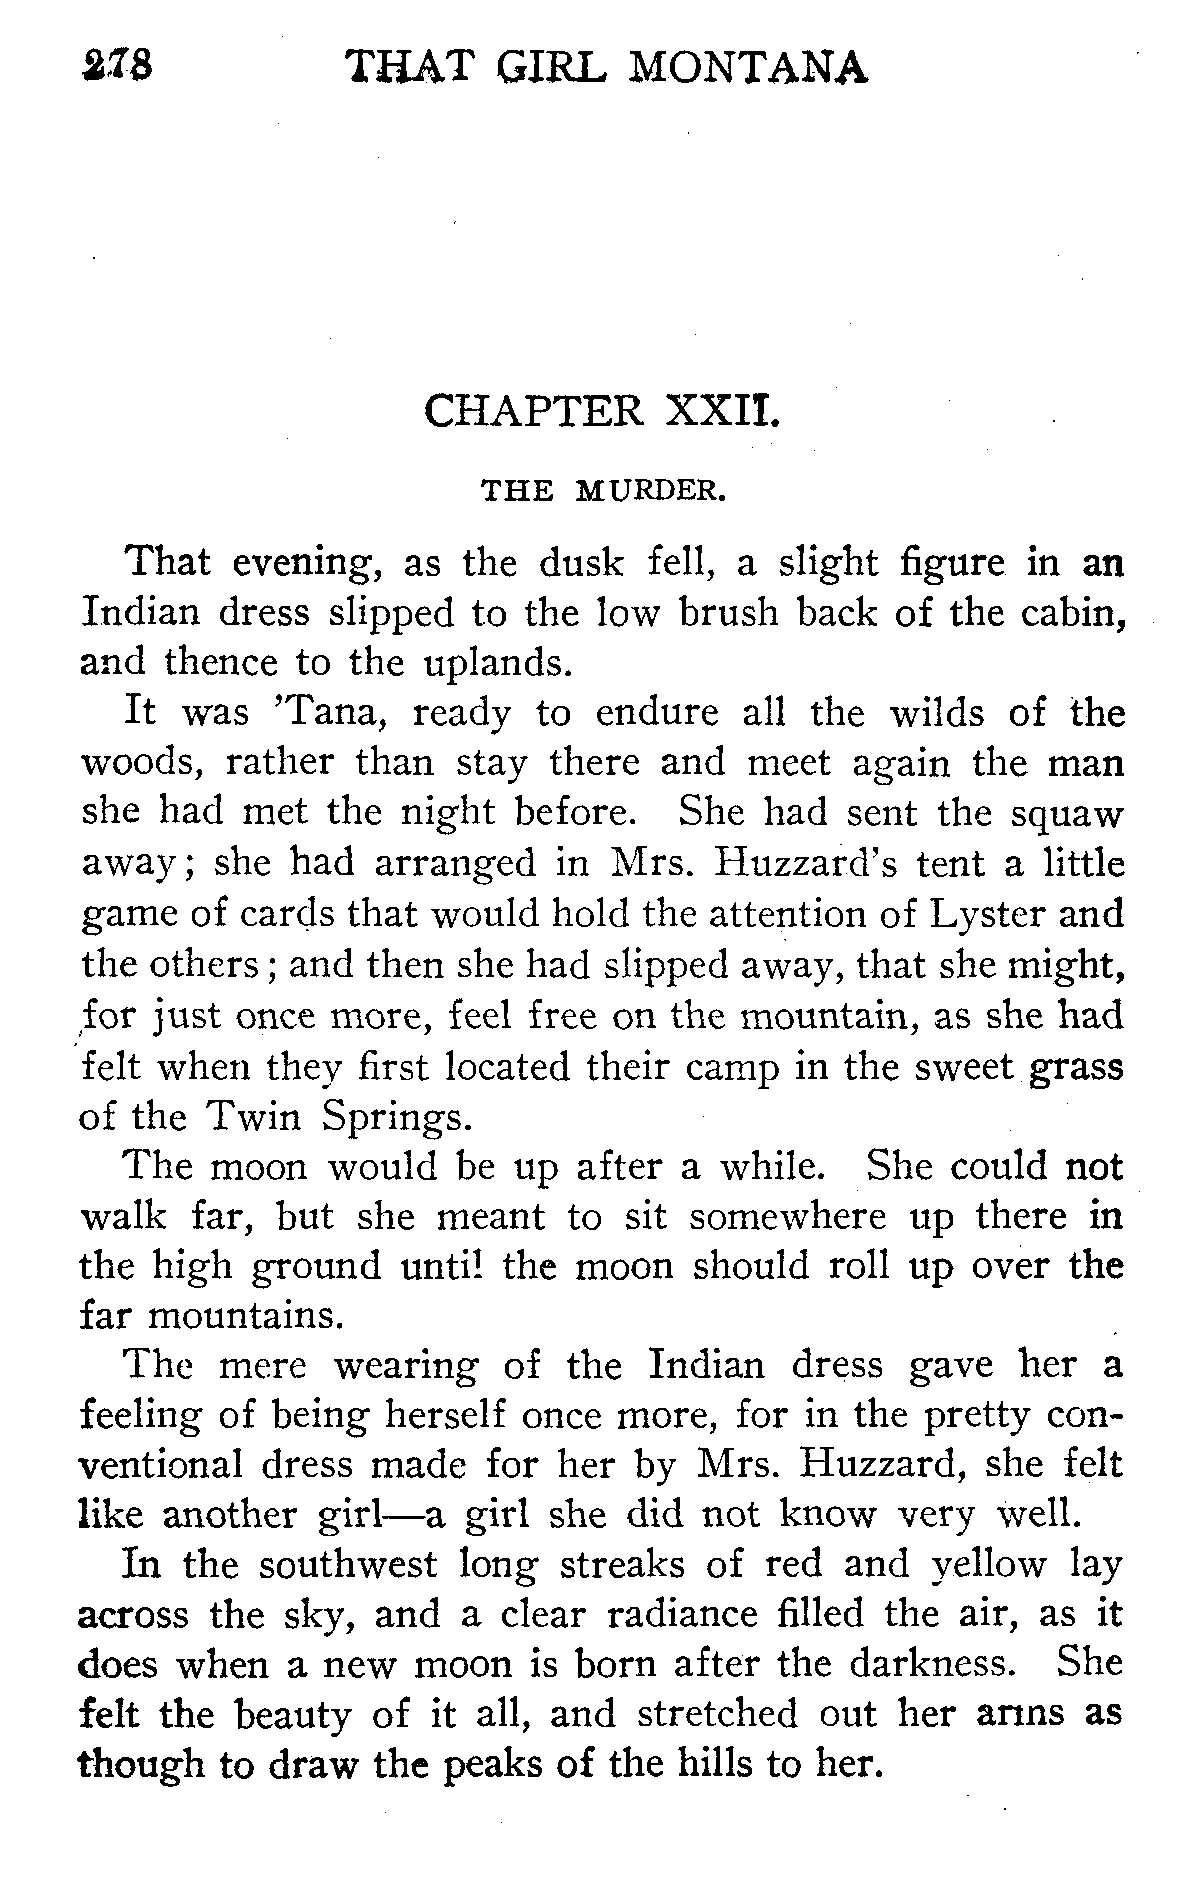 278 THAT GIRL MONTANA
CHAPTER XXII.
THE MURDER.
That evening, as the dusk fell, a slight figure in an
Indian dress slipped to the low brush back of the cabin,
and thence to the uplands.
It was ’Tana, ready to endure all the wilds of the
woods, rather than stay there and meet again the man
she had met the night before. She had sent the squaw
away; she had arranged in Mrs. Huzzard’s tent a little
game of cards that would hold the attention of Lyster and
the others; and then she had slipped away, that she might,
for just once more, feel free on the mountain, as she had
felt when they first located their camp in the sweet grass
of the Twin Springs.
The moon would be up after a while. She could not
walk far, but she meant to sit somewhere up there in
the high ground until the moon should roll up over the
far mountains.
The mere wearing of the Indian dress gave her a
feeling of being herself once more, for in the pretty con-
ventional dress made for her by Mrs. Huzzard, she felt
like another girl—a girl she did not know very well.
In the southwest long streaks of red and yellow lay
across the sky, and a clear radiance filled the air, as it
does when a new moon is born after the darkness. She
felt the beauty of it all, and stretched out her arms as
though to draw the peaks of the hills to her.